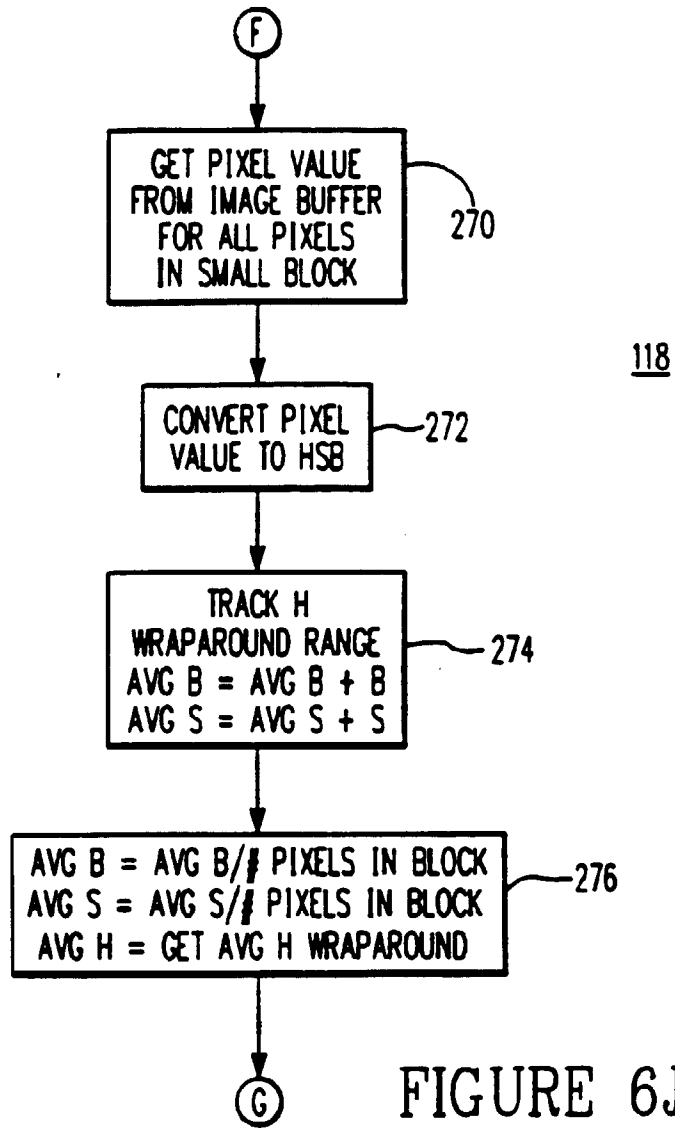 F
GET PIXEL VALUE
FROM IMAGE BUFFER
FOR ALL PIXELS
IN SMALL BLOCK
270
118
CONVERT PIXEL
VALUE TO HSB
272
TRACK H
WRAPAROUND RANGE
AVG B = AVG B + B
AVG S = AVG S + S
274
AVG B = AVG B/# PIXELS IN BLOCK
AVG S = AVG S/# PIXELS IN BLOCK
AVG H = GET AVG H WRAPAROUND
276
G
FIGURE 6J